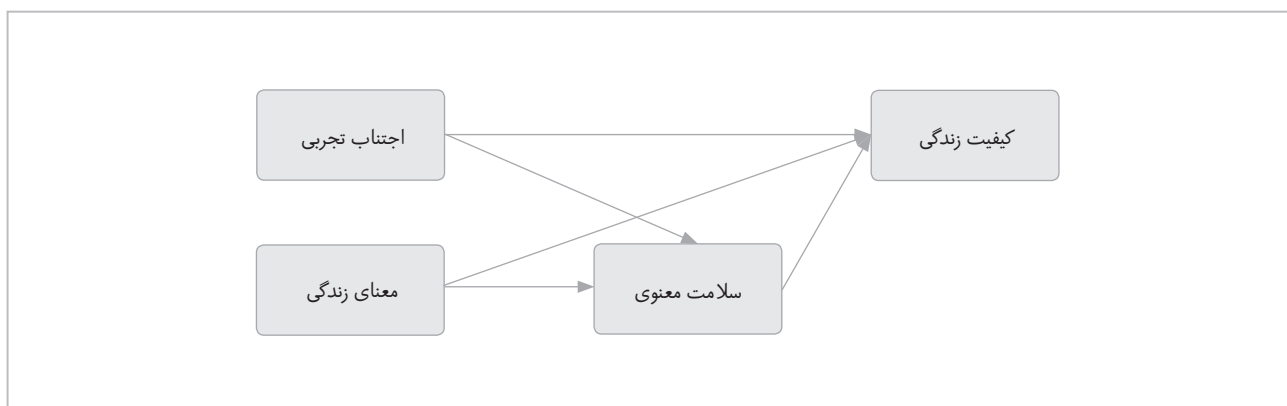 اجتناب تجربی
کیفیت زندگی
معنای زندگی
سلامت معنوی